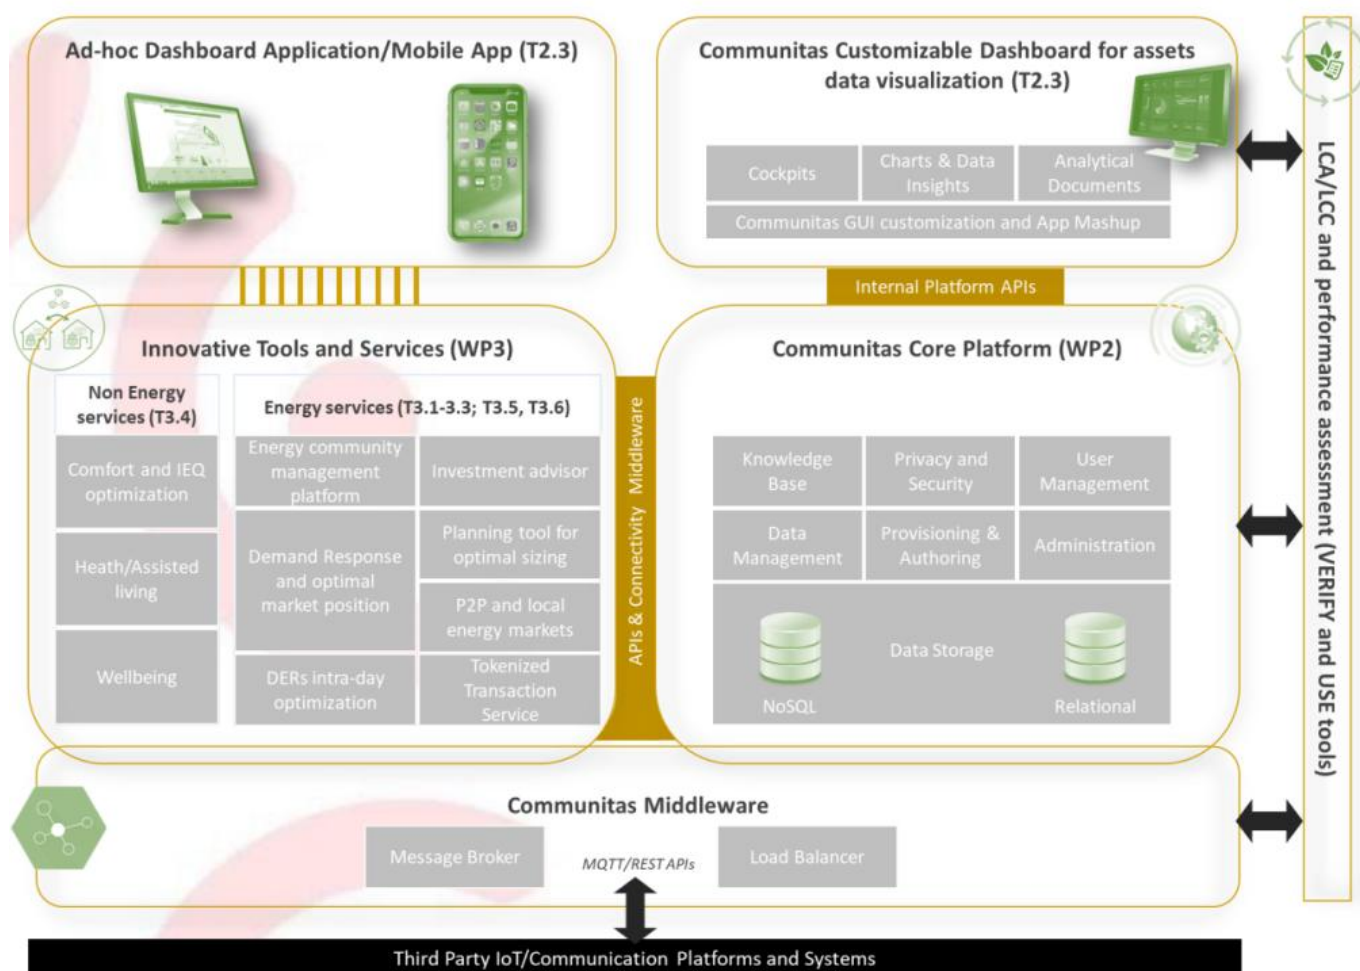 Ad-hoc Dashboard Application/Mobile App (T2.3)
Communitas Customizable Dashboard for assets
data visualization (T2.3)
Cockpits
Charts & Data
Insights
Analytical
Documents
Communitas GUI customization and App Mashup
Internal Platform APIs
Innovative Tools and Services (WP3)
Non Energy
services (T3.4)
Energy services (T3.1-3.3; T3.5, T3.6)
Comfort and IEQ
optimization
Heath/Assisted
living
Wellbeing
Energy community
management
platform
Investment advisor
Demand Response
and optimal
market position
Planning tool for
optimal sizing
P2P and local
energy markets
DERs intra-day
optimization
Tokenized
Transaction
Service
APIs & Connectivity Middleware
Communitas Core Platform (WP2)
Knowledge
Base
Privacy and
Security
User
Management
Data
Management
Provisioning &
Authoring
Administration
Data Storage
NoSQL
Relational
LCA/LCC and performance assessment (VERIFY and USE tools)
Communitas Middleware
Message Broker
MQTT/REST APIs
Load Balancer
Third Party IoT/Communication Platforms and Systems